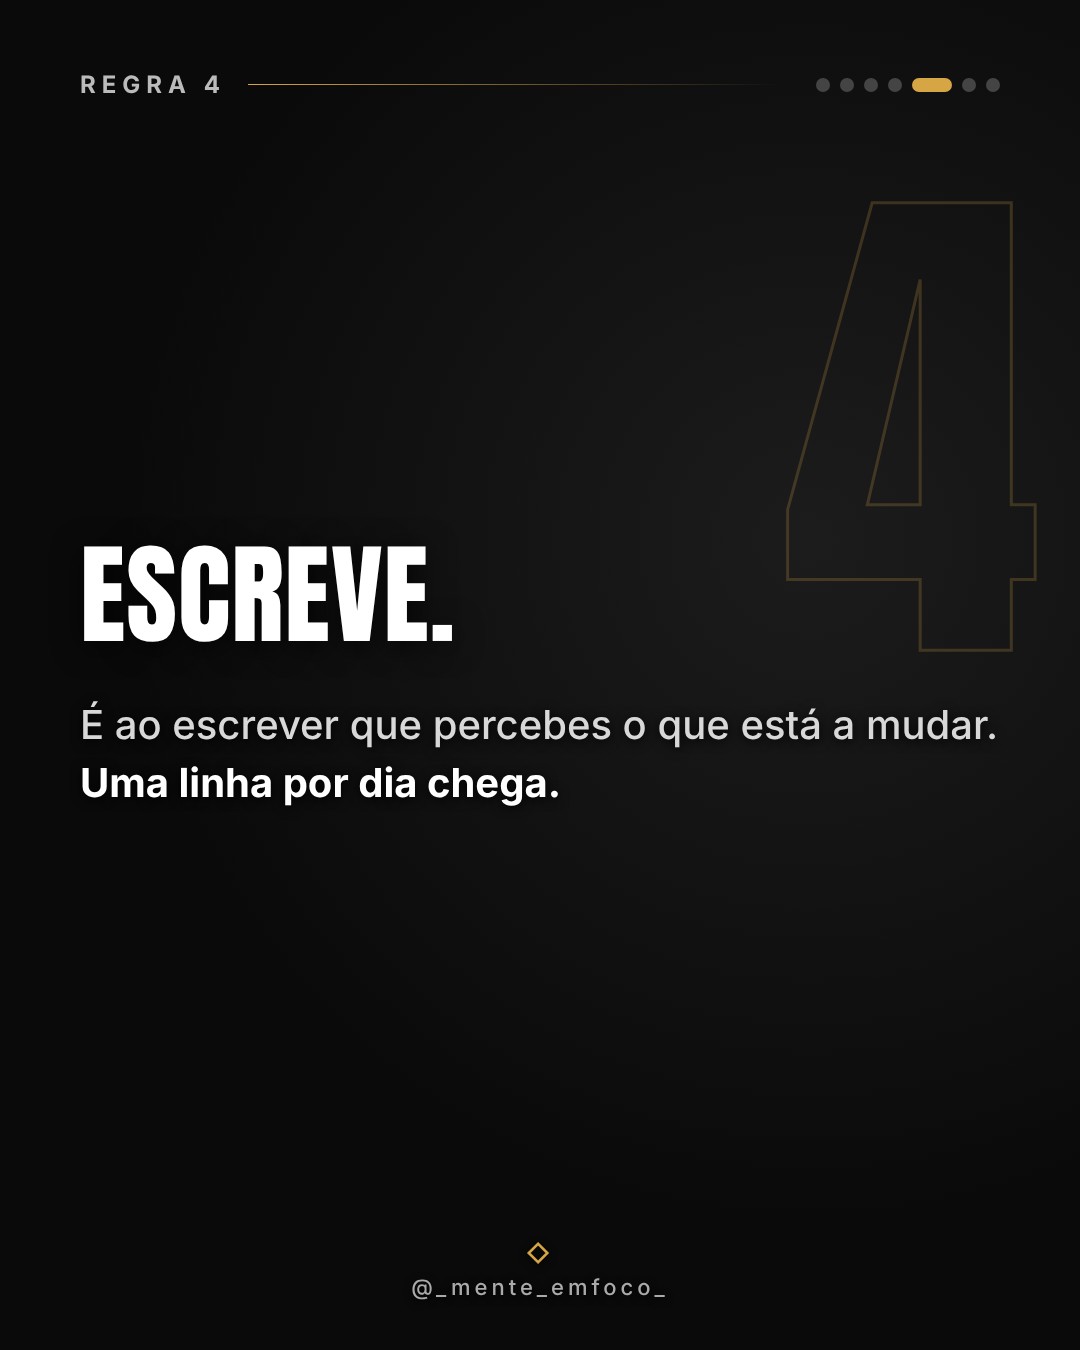 REGRA 4
4
ESCREVE.
É ao escrever que percebes o que está a mudar.
Uma linha por dia chega.
@_mente_emfoco_